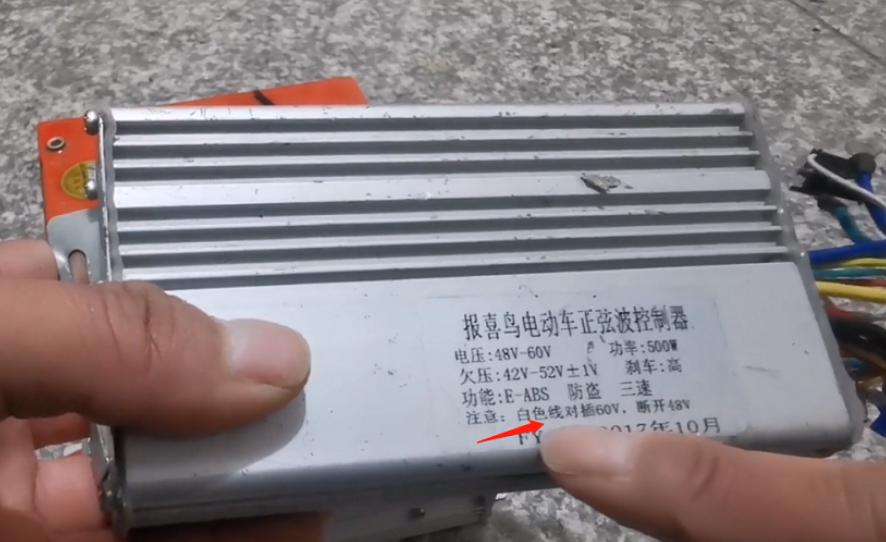 报喜鸟电动车正弦波控制器
电压:48V-60V 功率:500W
欠压:42V-52V±1V 刹车:高
功能:E-ABS 防盗 三速
注意：白色线对插60V，断开48V
FY 2017年10月